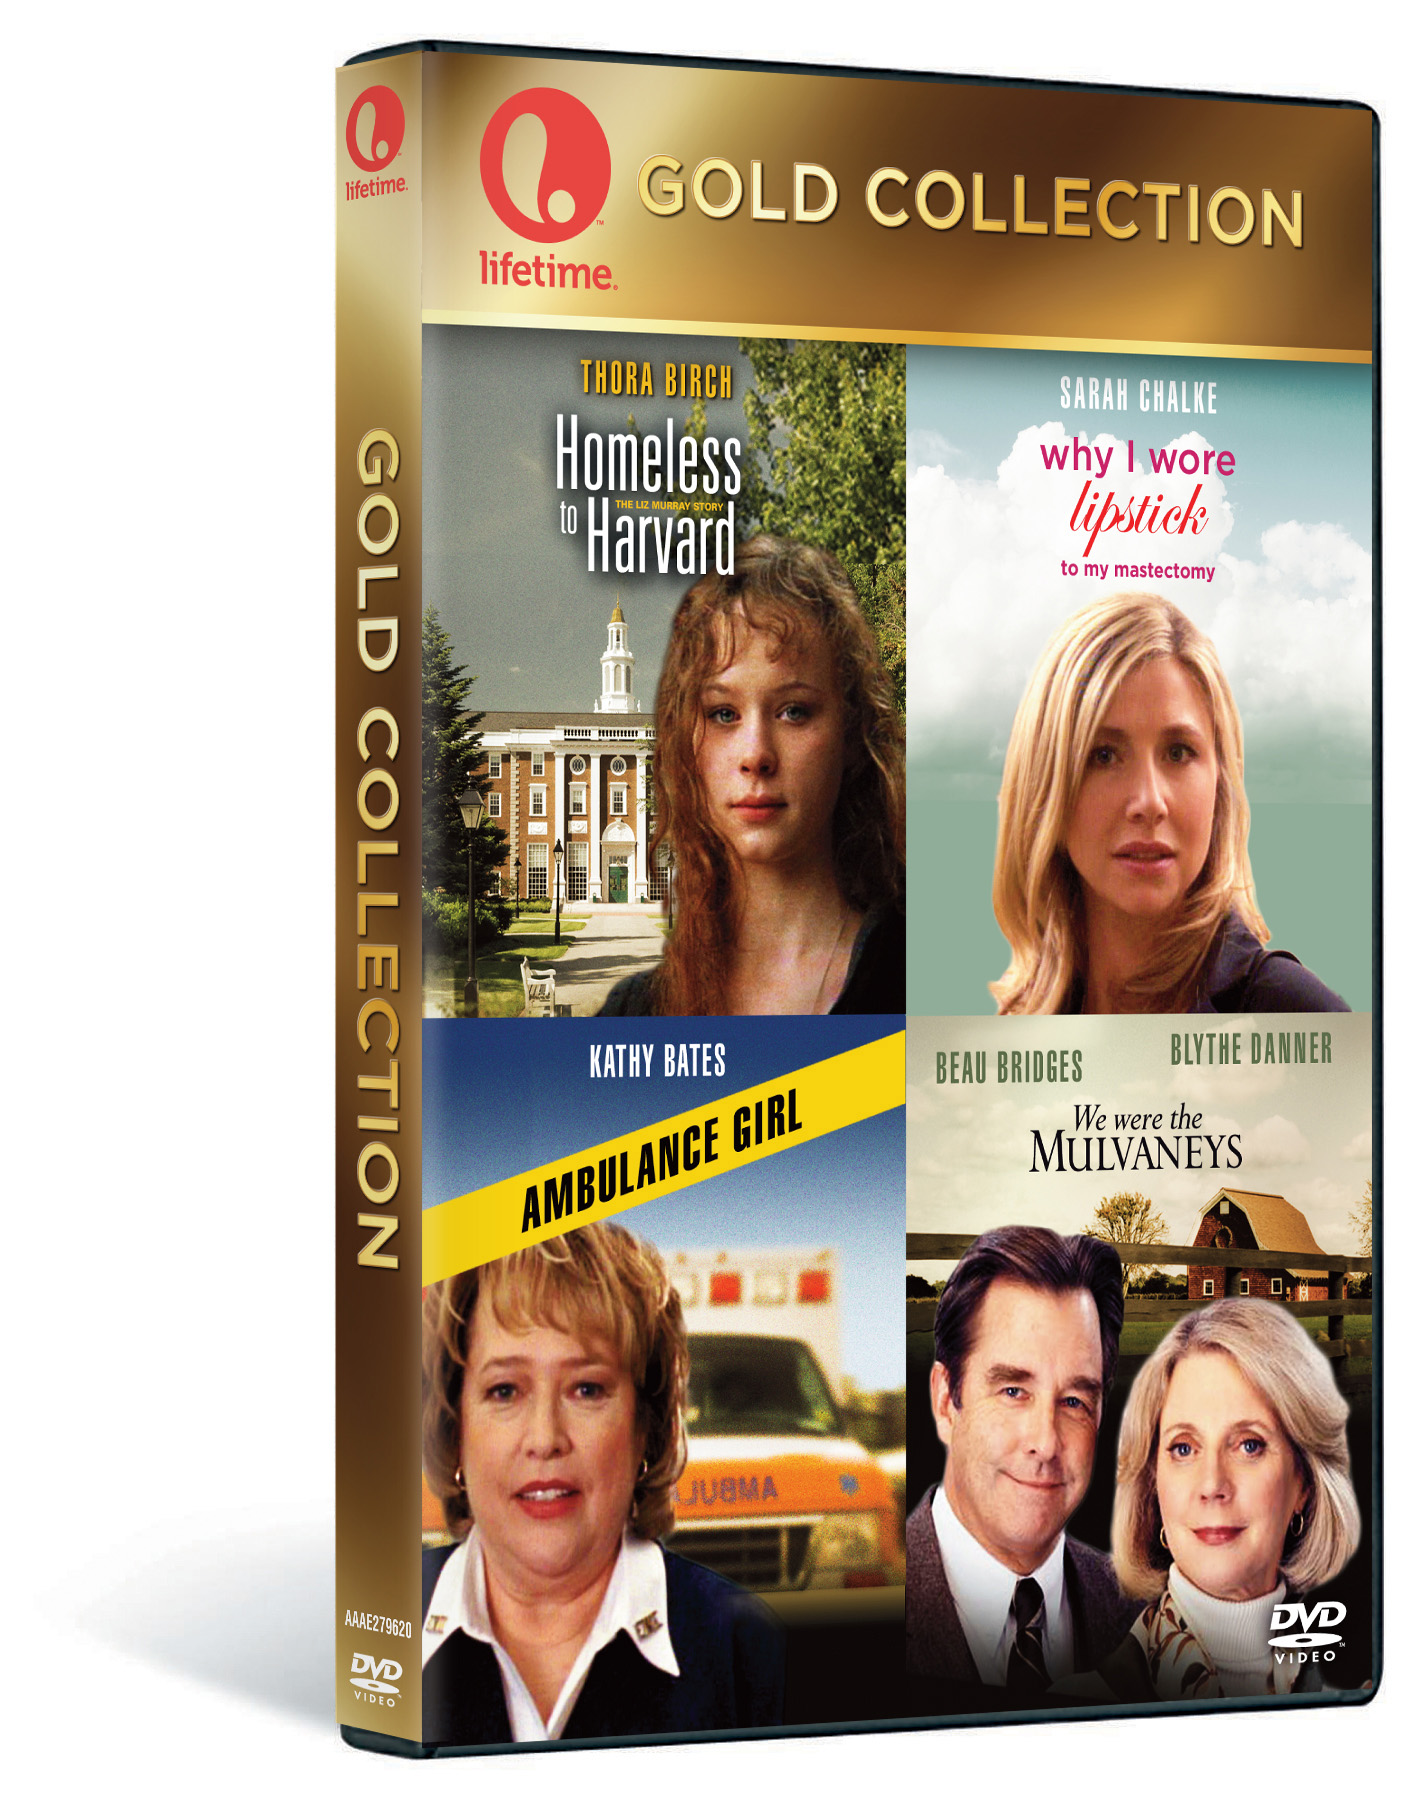 lifetime.
GOLD COLLECTION
AAAE279620
DVD
VIDEO
lifetime.
GOLD COLLECTION
THORA BIRCH
Homeless
THE LIZ MURRAY STORY
to Harvard
SARAH CHALKE
why I wore
lipstick
to my mastectomy
KATHY BATES
AMBULANCE GIRL
AMBUL
BEAU BRIDGES
BLYTHE DANNER
We were the
MULVANEYS
DVD
VIDEO